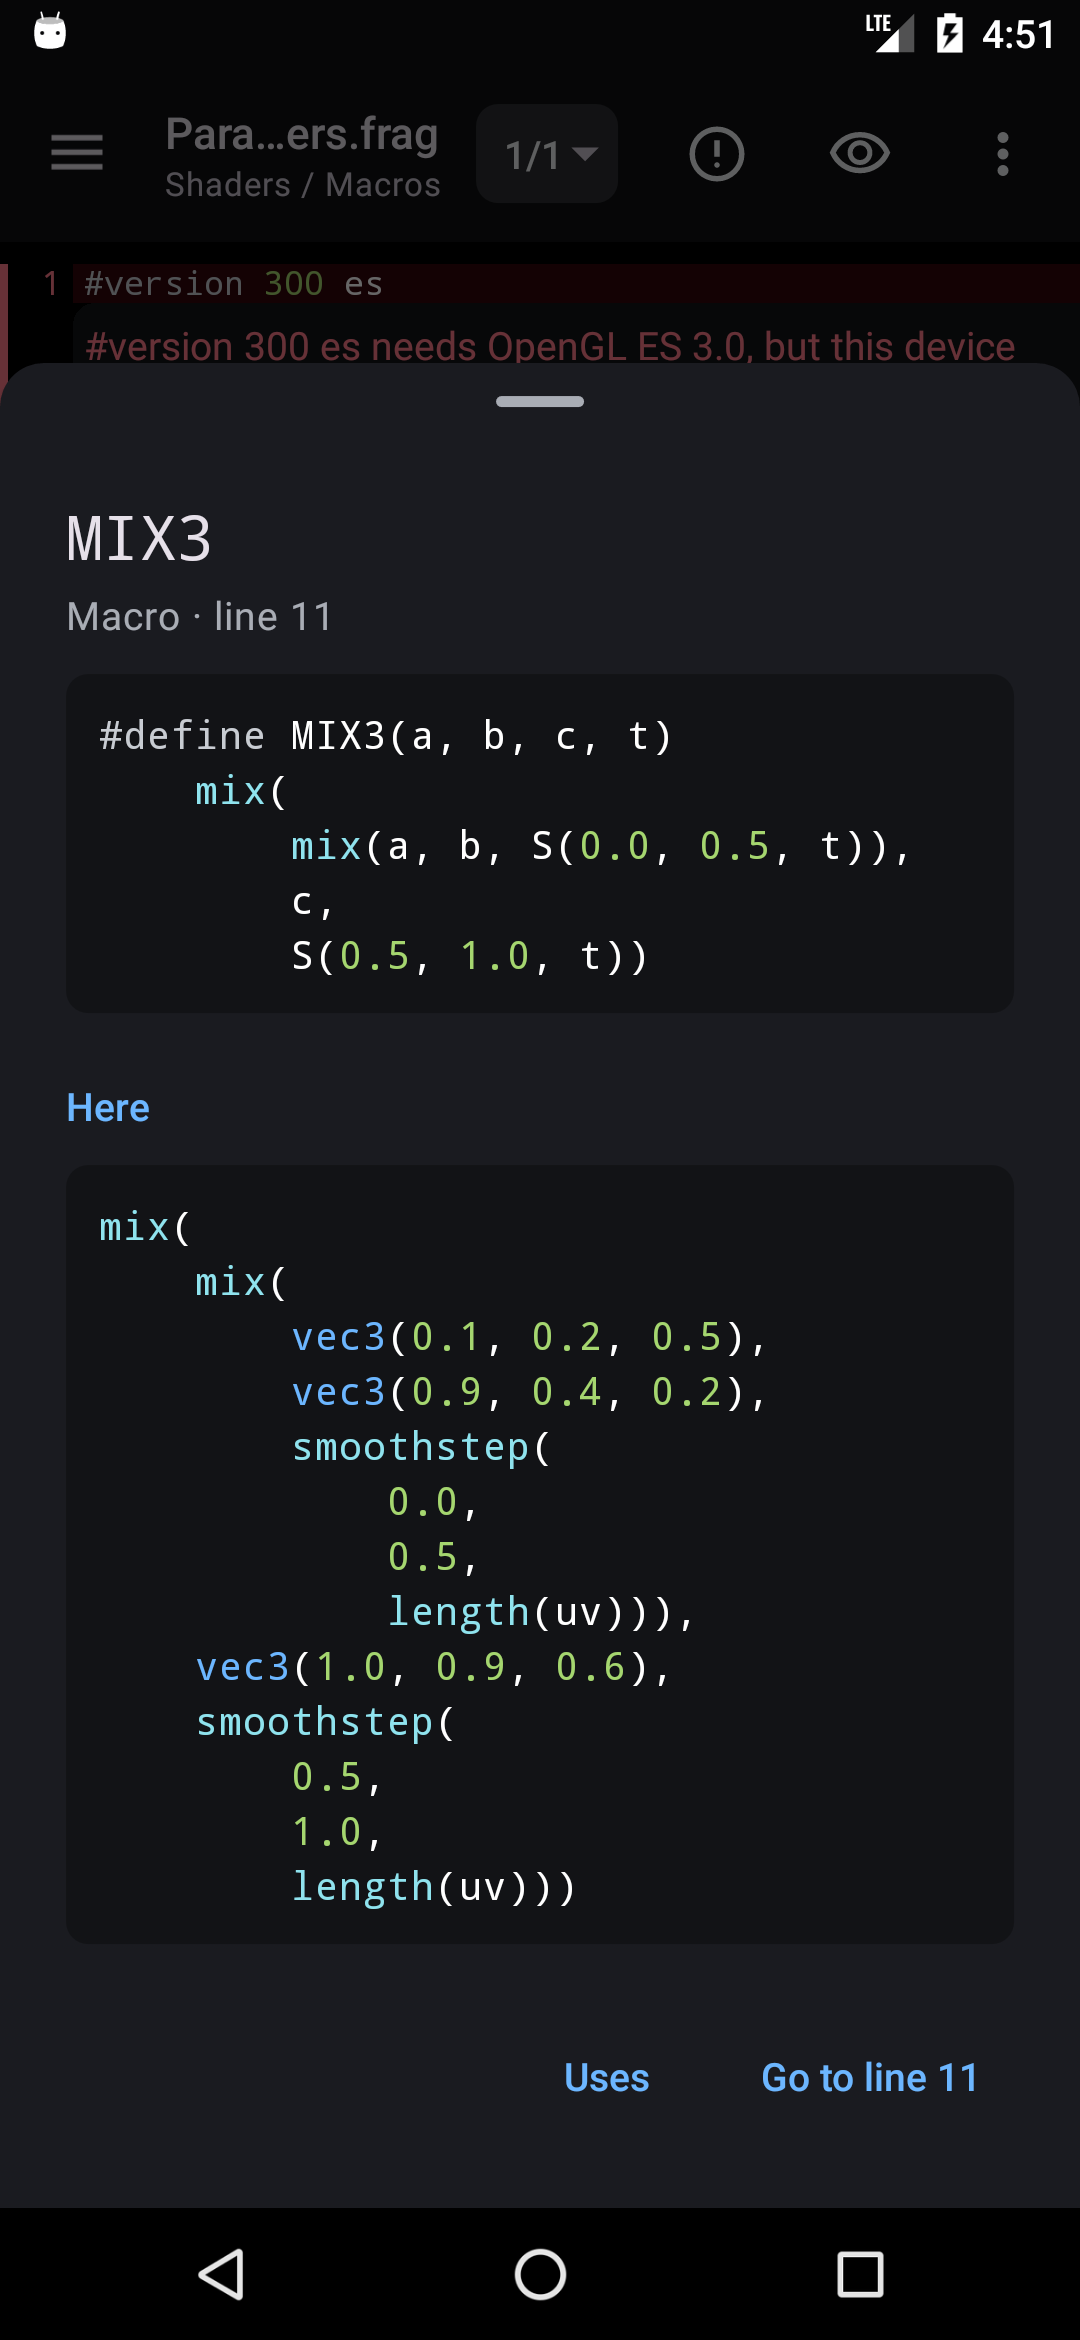 LTE 4:51
Para...ers.frag
Shaders / Macros
1/1
1 #version 300 es
#version 300 es needs OpenGL ES 3.0, but this device
MIX3
Macro · line 11
#define MIX3(a, b, c, t)
    mix(
        mix(a, b, S(0.0, 0.5, t)),
        c,
        S(0.5, 1.0, t))
Here
mix(
    mix(
        vec3(0.1, 0.2, 0.5),
        vec3(0.9, 0.4, 0.2),
        smoothstep(
            0.0,
            0.5,
            length(uv))),
    vec3(1.0, 0.9, 0.6),
    smoothstep(
        0.5,
        1.0,
        length(uv)))
Uses
Go to line 11